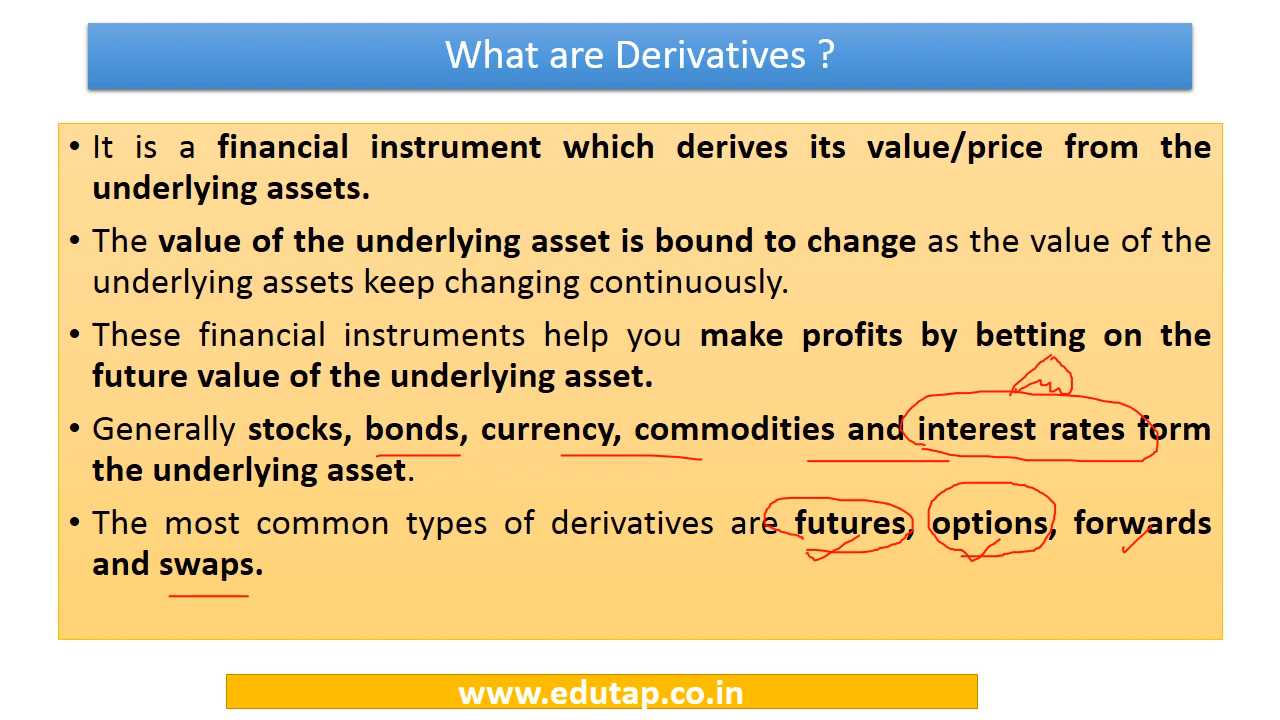 What are Derivatives ?
• It is a financial instrument which derives its value/price from the
underlying assets.
• The value of the underlying asset is bound to change as the value of the
underlying assets keep changing continuously.
• These financial instruments help you make profits by betting on the
future value of the underlying asset.
• Generally stocks, bonds, currency, commodities and interest rates form
the underlying asset.
• The most common types of derivatives are futures, options, forwards
and swaps.
www.edutap.co.in